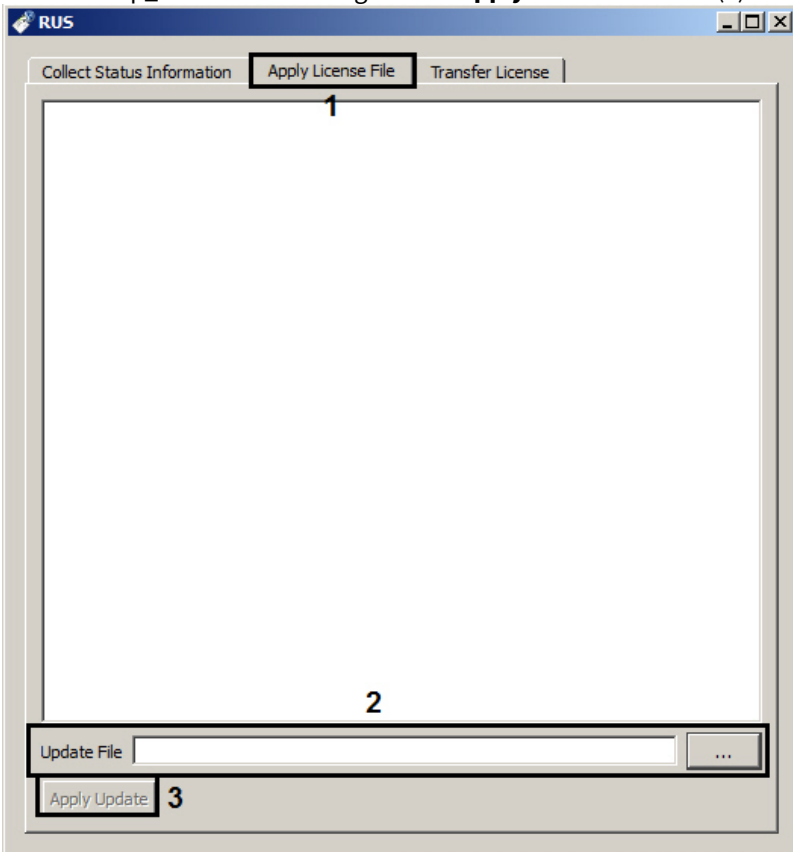 RUS
Collect Status Information Apply License File Transfer License
1
2
Update File ...
Apply Update 3